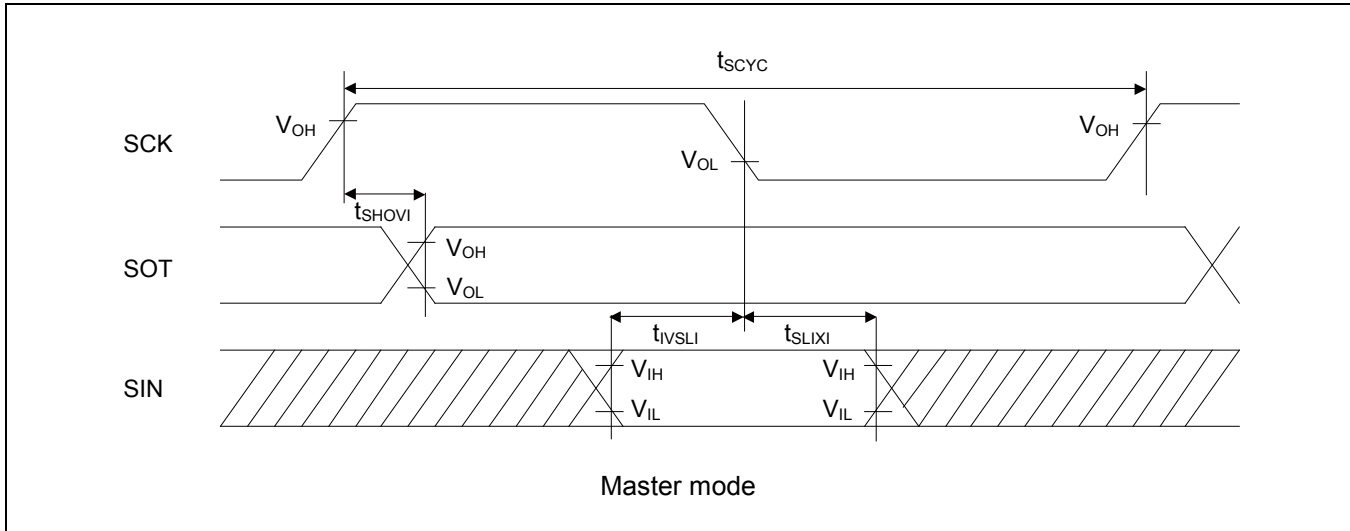 tSCYC
SCK
VOH
VOL
VOH
tSHOVI
SOT
VOH
VOL
tIVSLI
tSLIXI
SIN
VIH
VIH
VIL
VIL
Master mode